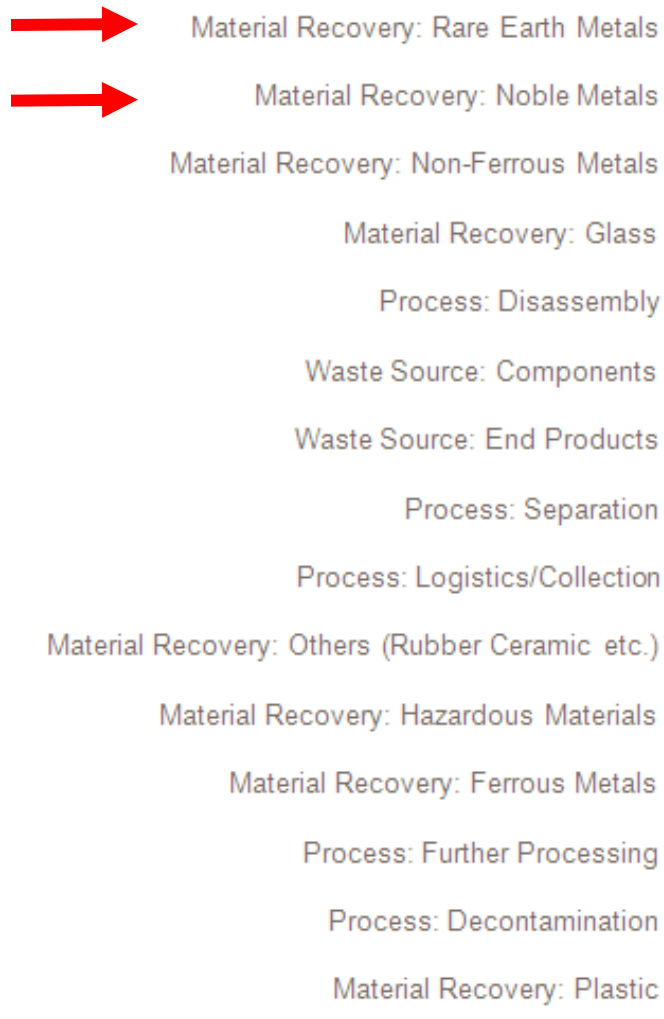 Material Recovery: Rare Earth Metals
Material Recovery: Noble Metals
Material Recovery: Non-Ferrous Metals
Material Recovery: Glass
Process: Disassembly
Waste Source: Components
Waste Source: End Products
Process: Separation
Process: Logistics/Collection
Material Recovery: Others (Rubber Ceramic etc.)
Material Recovery: Hazardous Materials
Material Recovery: Ferrous Metals
Process: Further Processing
Process: Decontamination
Material Recovery: Plastic